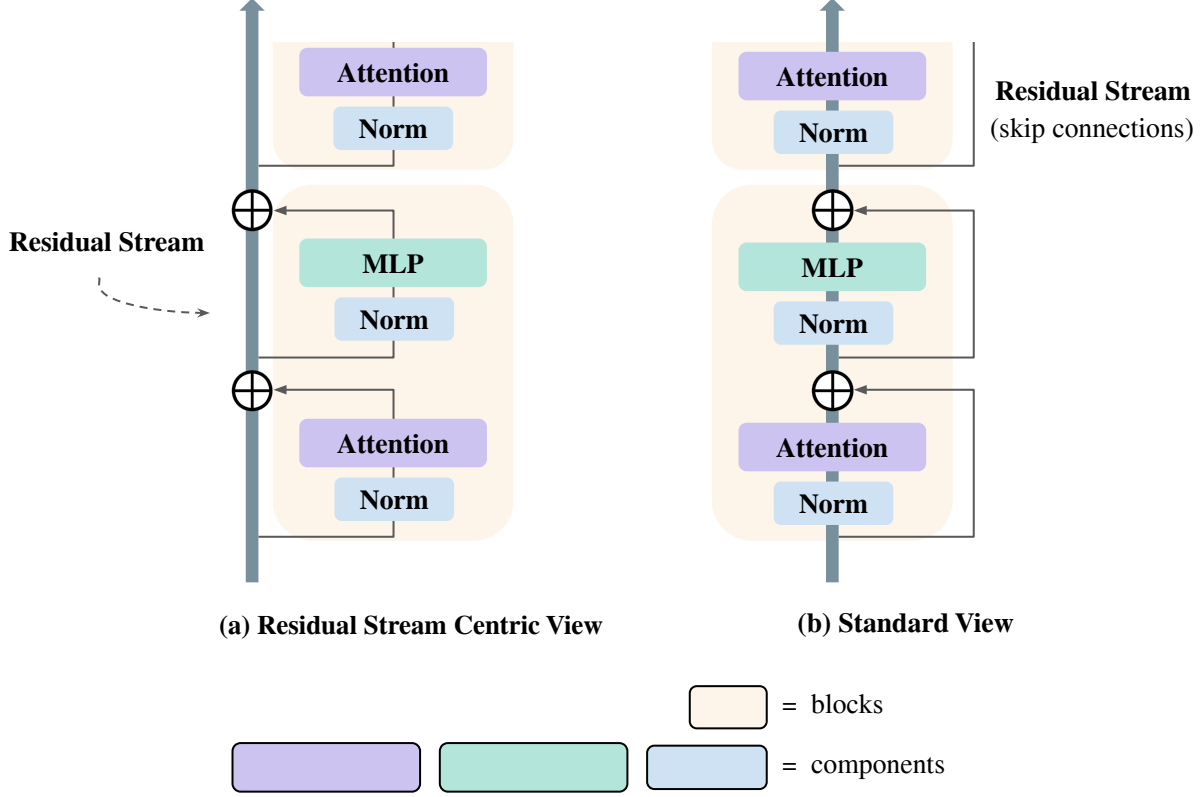 Attention
Norm
Residual Stream
MLP
Norm
Attention
Norm
(a) Residual Stream Centric View
Attention
Norm
Residual Stream
(skip connections)
MLP
Norm
Attention
Norm
(b) Standard View
= blocks
= components